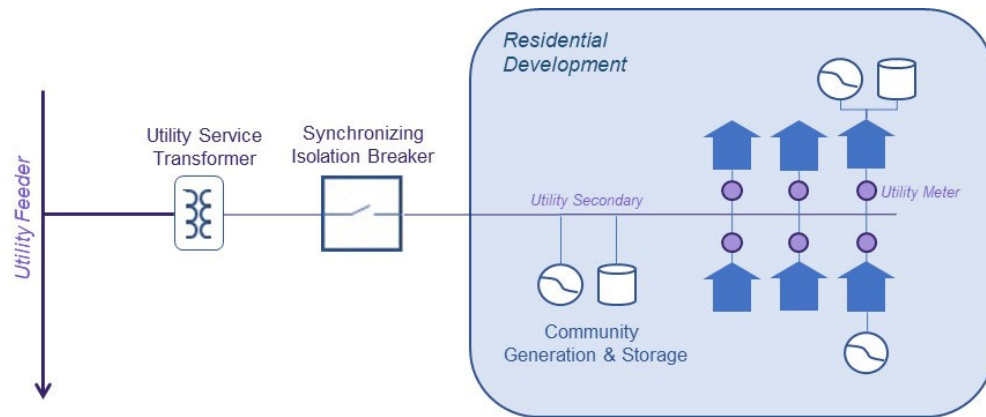 Residential
Development
Utility Service
Transformer
Synchronizing
Isolation Breaker
Utility Feeder
Utility Secondary
Utility Meter
Community
Generation & Storage